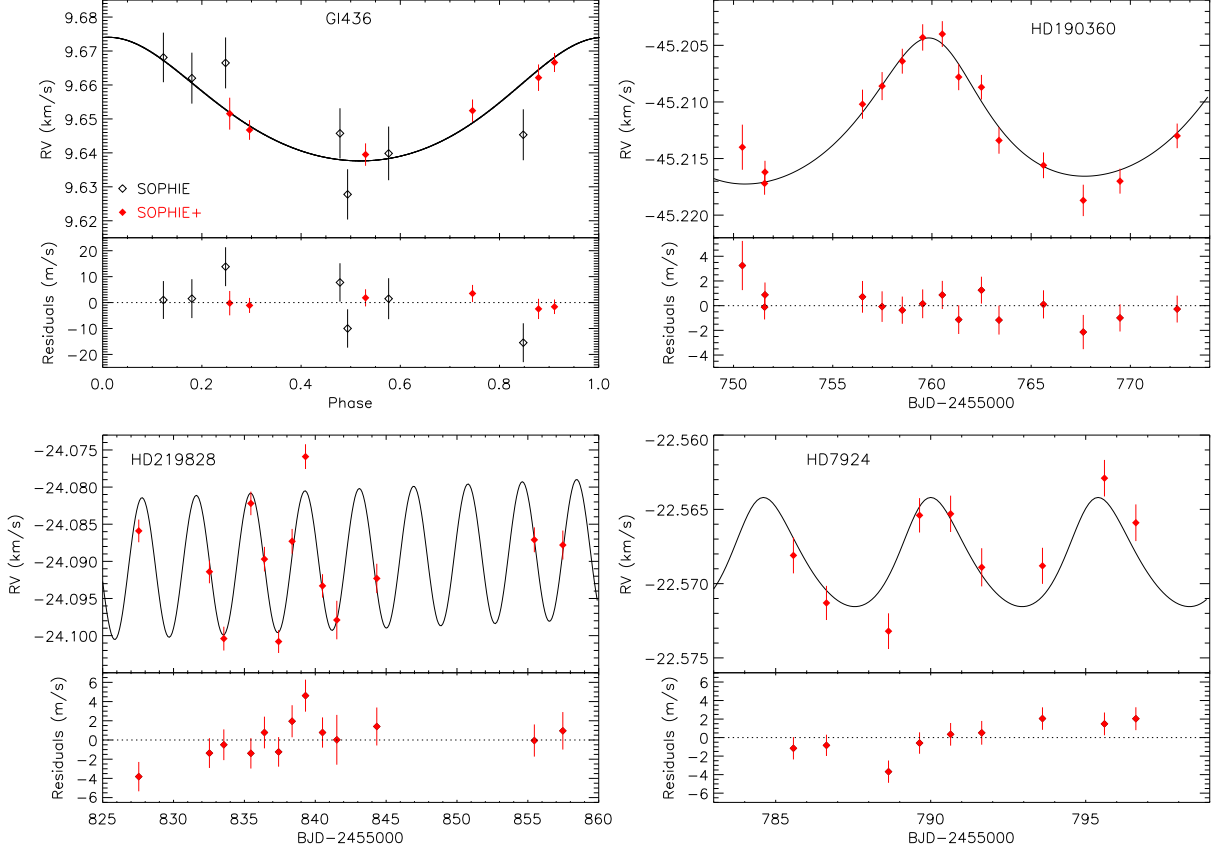 Gl436
9.68
9.67
9.66
9.65
9.64
9.63
9.62
RV (km/s)
SOPHIE
SOPHIE+
20
10
0
−10
−20
Residuals (m/s)
0.0 0.2 0.4 0.6 0.8 1.0
Phase
HD190360
−45.205
−45.210
−45.215
−45.220
RV (km/s)
4
2
0
−2
−4
Residuals (m/s)
750 755 760 765 770
BJD−2455000
HD219828
−24.075
−24.080
−24.085
−24.090
−24.095
−24.100
RV (km/s)
6
4
2
0
−2
−4
−6
Residuals (m/s)
825 830 835 840 845 850 855 860
BJD−2455000
HD7924
−22.560
−22.565
−22.570
−22.575
RV (km/s)
6
4
2
0
−2
−4
−6
Residuals (m/s)
785 790 795
BJD−2455000